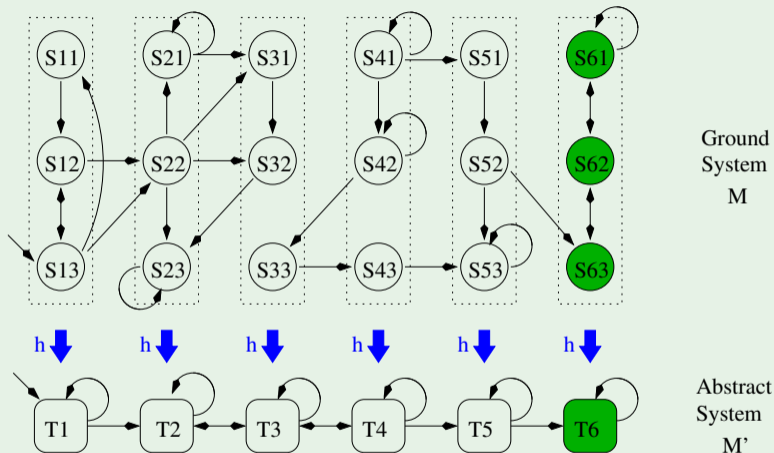 S11 S21 S31 S41 S51 S61
S12 S22 S32 S42 S52 S62
Ground
System
M
S13 S23 S33 S43 S53 S63
h h h h h h
T1 T2 T3 T4 T5 T6
Abstract
System
M'